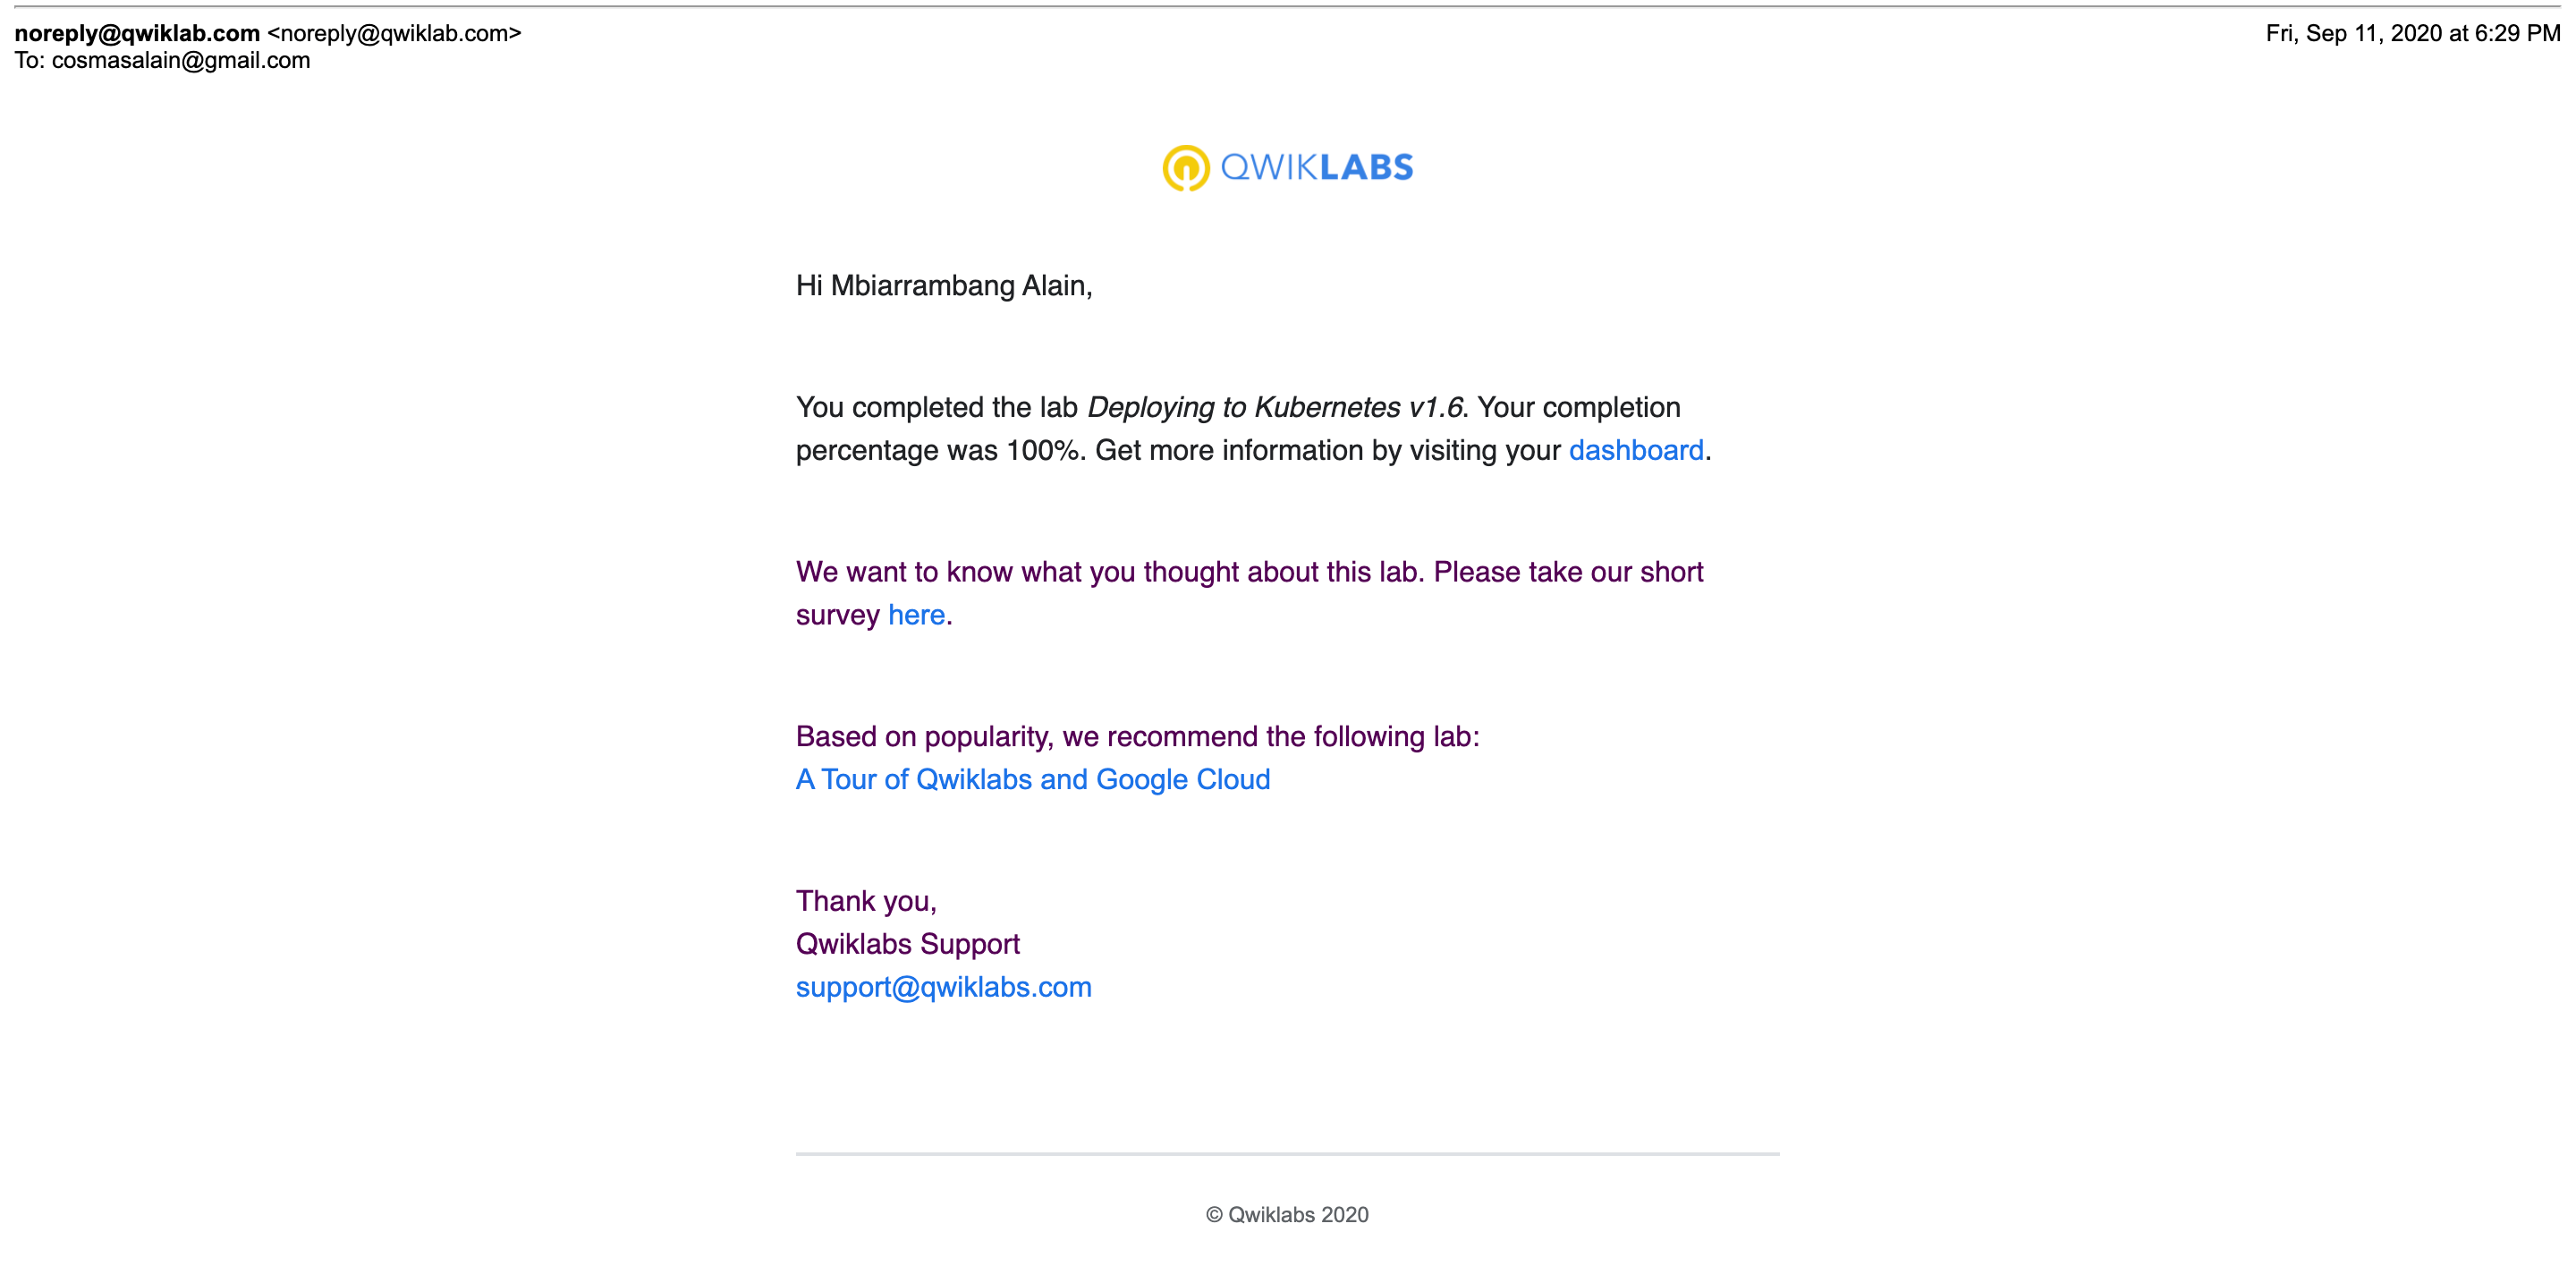 noreply@qwiklab.com <noreply@qwiklab.com>
Fri, Sep 11, 2020 at 6:29 PM
To: cosmasalain@gmail.com
QWIKLABS
Hi Mbiarrambang Alain,
You completed the lab Deploying to Kubernetes v1.6. Your completion
percentage was 100%. Get more information by visiting your dashboard.
We want to know what you thought about this lab. Please take our short
survey here.
Based on popularity, we recommend the following lab:
A Tour of Qwiklabs and Google Cloud
Thank you,
Qwiklabs Support
support@qwiklabs.com
© Qwiklabs 2020